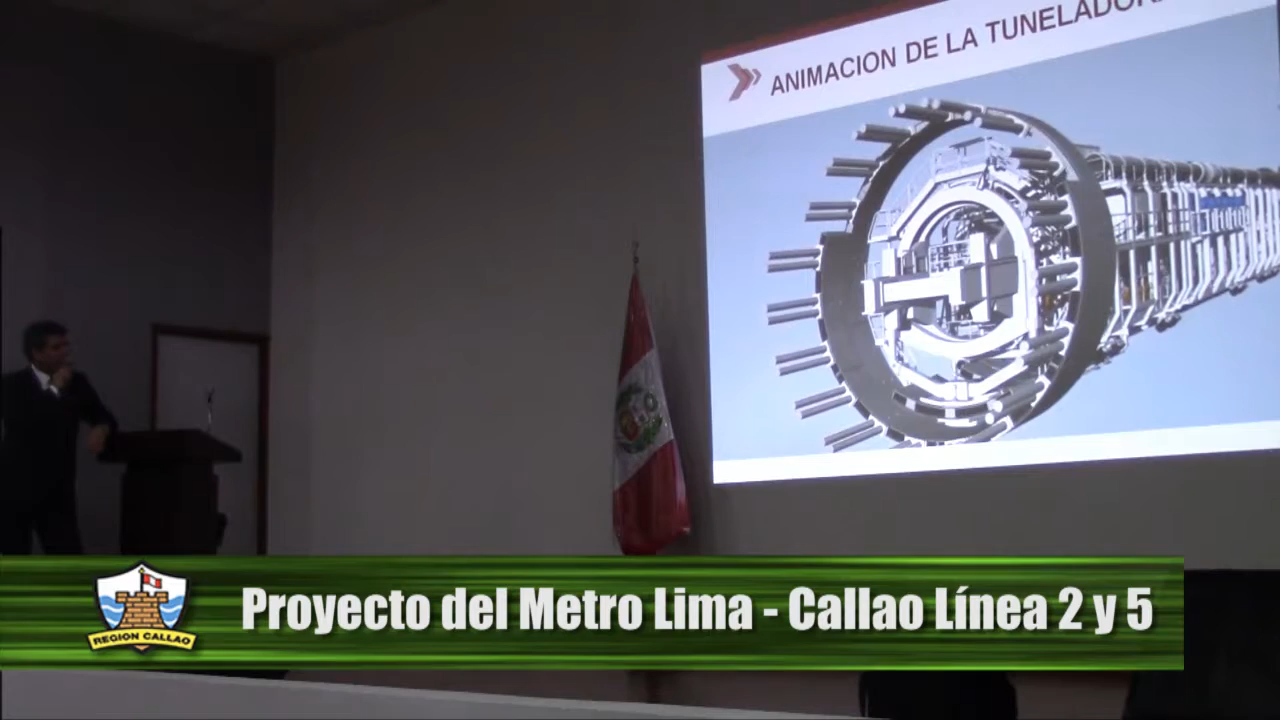 ANIMACION DE LA TUNELADORA
Proyecto del Metro Lima - Callao Línea 2 y 5
REGION CALLAO